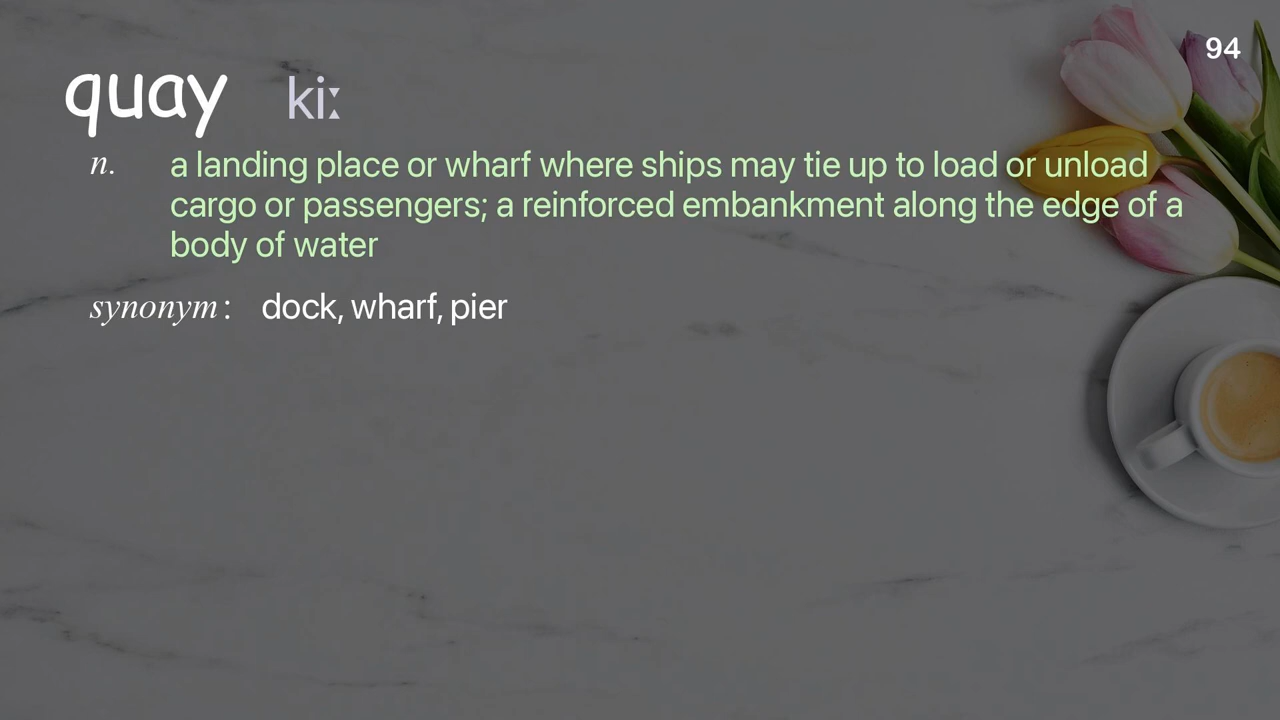 94
quay kiː
n. a landing place or wharf where ships may tie up to load or unload
cargo or passengers; a reinforced embankment along the edge of a
body of water
synonym : dock, wharf, pier